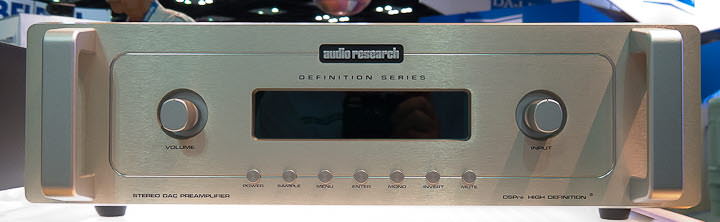 audio research
DEFINITION SERIES
VOLUME
INPUT
POWER SAMPLE MENU ENTER MONO INVERT MUTE
STEREO DAC PREAMPLIFIER
DSPre HIGH DEFINITION